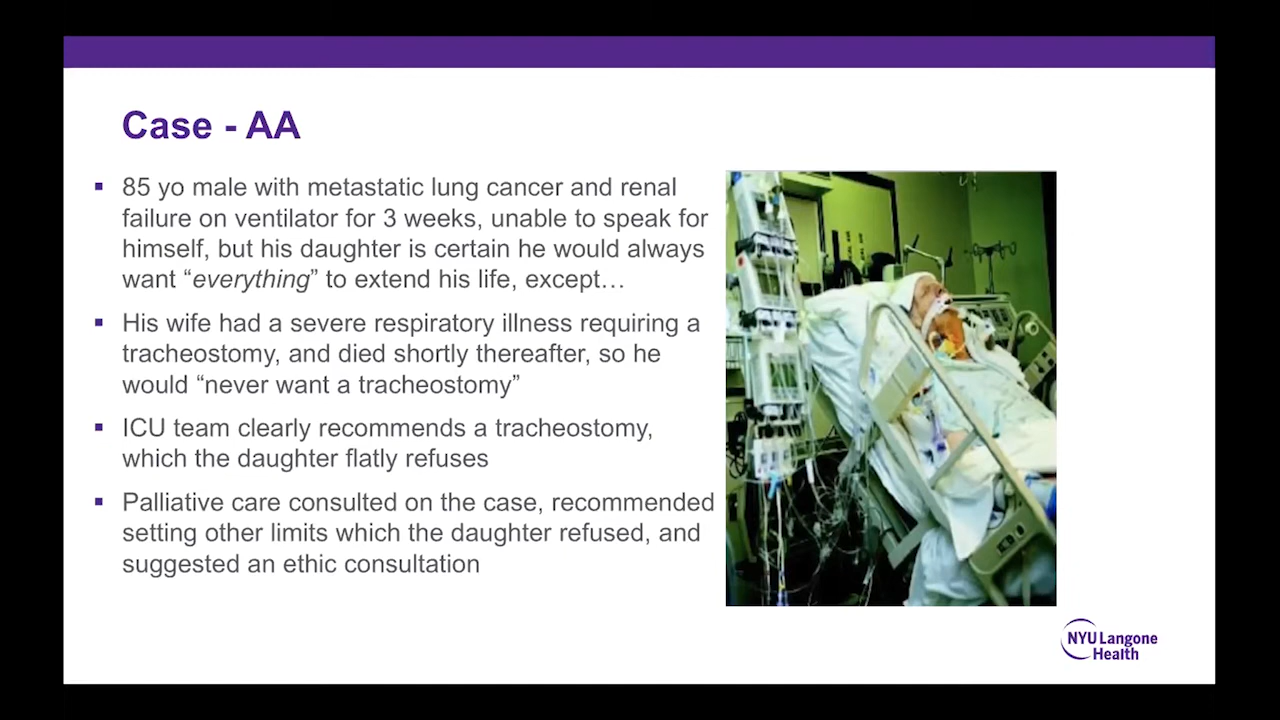 Case - AA
▪ 85 yo male with metastatic lung cancer and renal
failure on ventilator for 3 weeks, unable to speak for
himself, but his daughter is certain he would always
want “everything” to extend his life, except…
▪ His wife had a severe respiratory illness requiring a
tracheostomy, and died shortly thereafter, so he
would “never want a tracheostomy”
▪ ICU team clearly recommends a tracheostomy,
which the daughter flatly refuses
▪ Palliative care consulted on the case, recommended
setting other limits which the daughter refused, and
suggested an ethic consultation
NYU Langone
Health